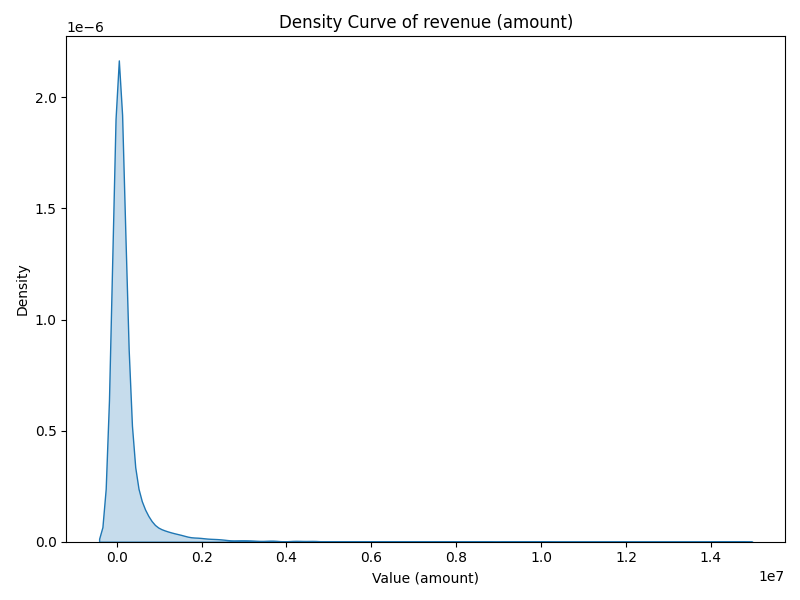 Density Curve of revenue (amount)
1e−6
2.0
1.5
1.0
0.5
0.0
Density
0.0 0.2 0.4 0.6 0.8 1.0 1.2 1.4
1e7
Value (amount)